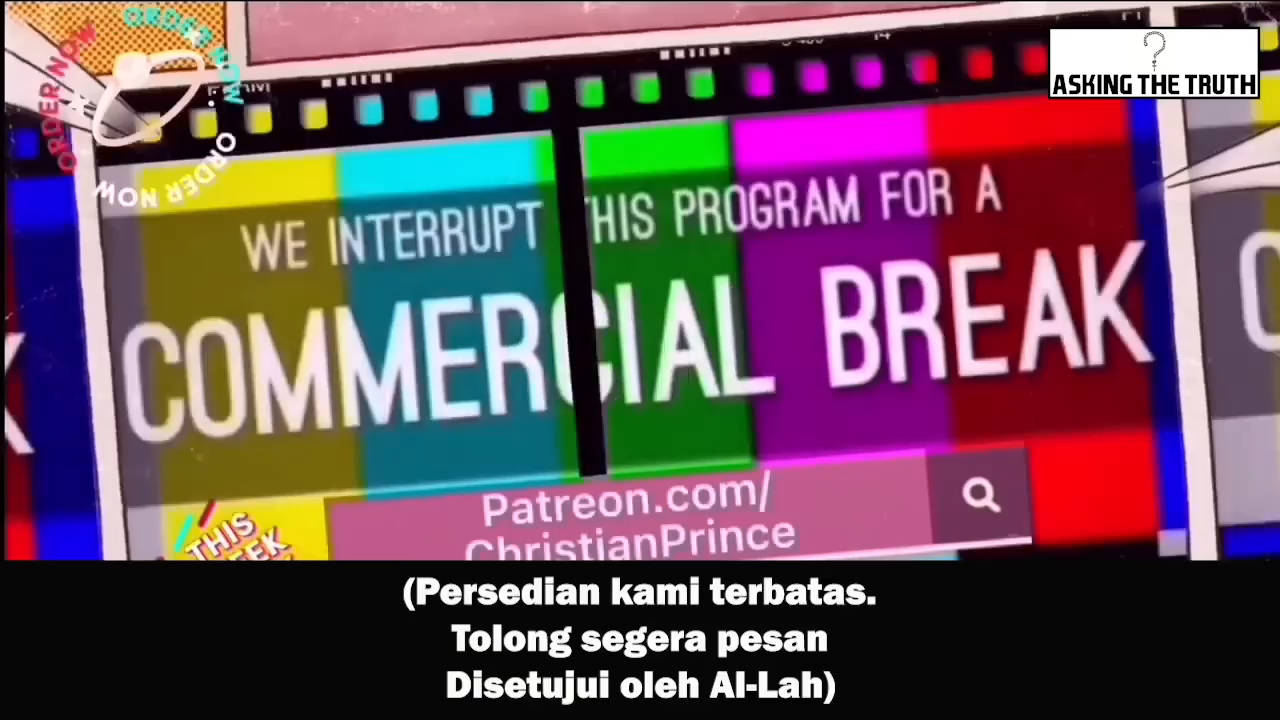 ORDER NOW. ORDER NOW. ORDER NOW
ASKING THE TRUTH
WE INTERRUPT THIS PROGRAM FOR A
COMMERCIAL BREAK
Patreon.com/
ChristianPrince
THIS
(Persedian kami terbatas.
Tolong segera pesan
Disetujui oleh Al-Lah)